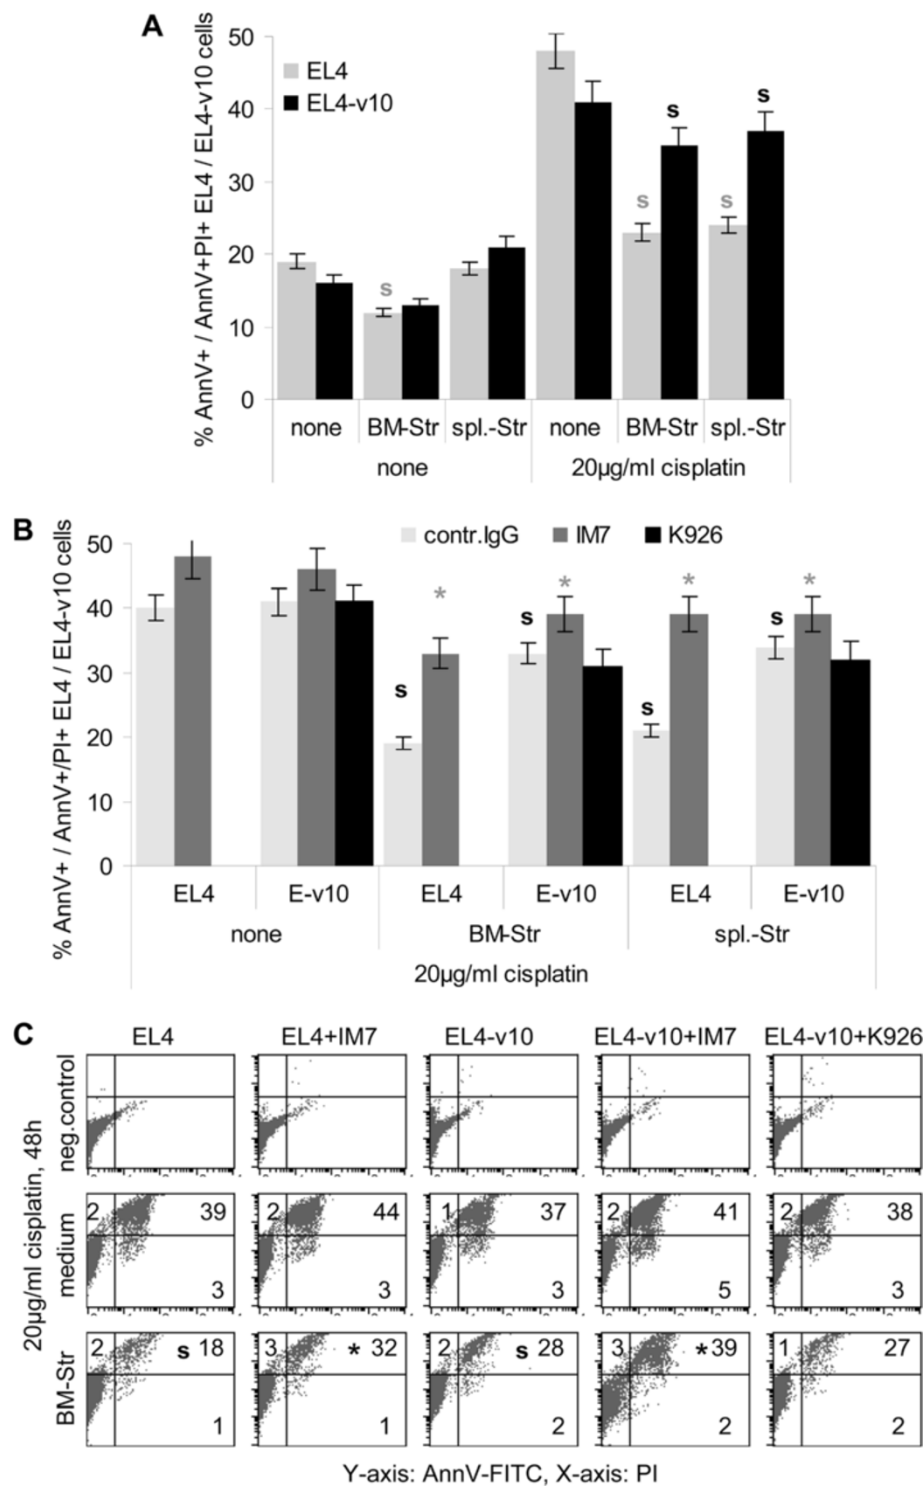 A
% AnnV+ / AnnV+PI+ EL4 / EL4-v10 cells
50
40
30
20
10
0
EL4
EL4-v10
s
s
s
s
s
none BM-Str spl.-Str none BM-Str spl.-Str
none 20µg/ml cisplatin
B
% AnnV+ / AnnV+/PI+ EL4 / EL4-v10 cells
50
40
30
20
10
0
contr.IgG IM7 K926
* * * *
s s s s
EL4 E-v10 EL4 E-v10 EL4 E-v10
none BM-Str spl.-Str
20µg/ml cisplatin
C
EL4 EL4+IM7 EL4-v10 EL4-v10+IM7 EL4-v10+K926
20µg/ml cisplatin, 48h
neg.control
medium
2 39 2 44 1 37 2 41 2 38
3 3 3 5 3
BM-Str
2 s 18 3 * 32 2 s 28 3 * 39 1 27
1 1 2 2 2
Y-axis: AnnV-FITC, X-axis: PI